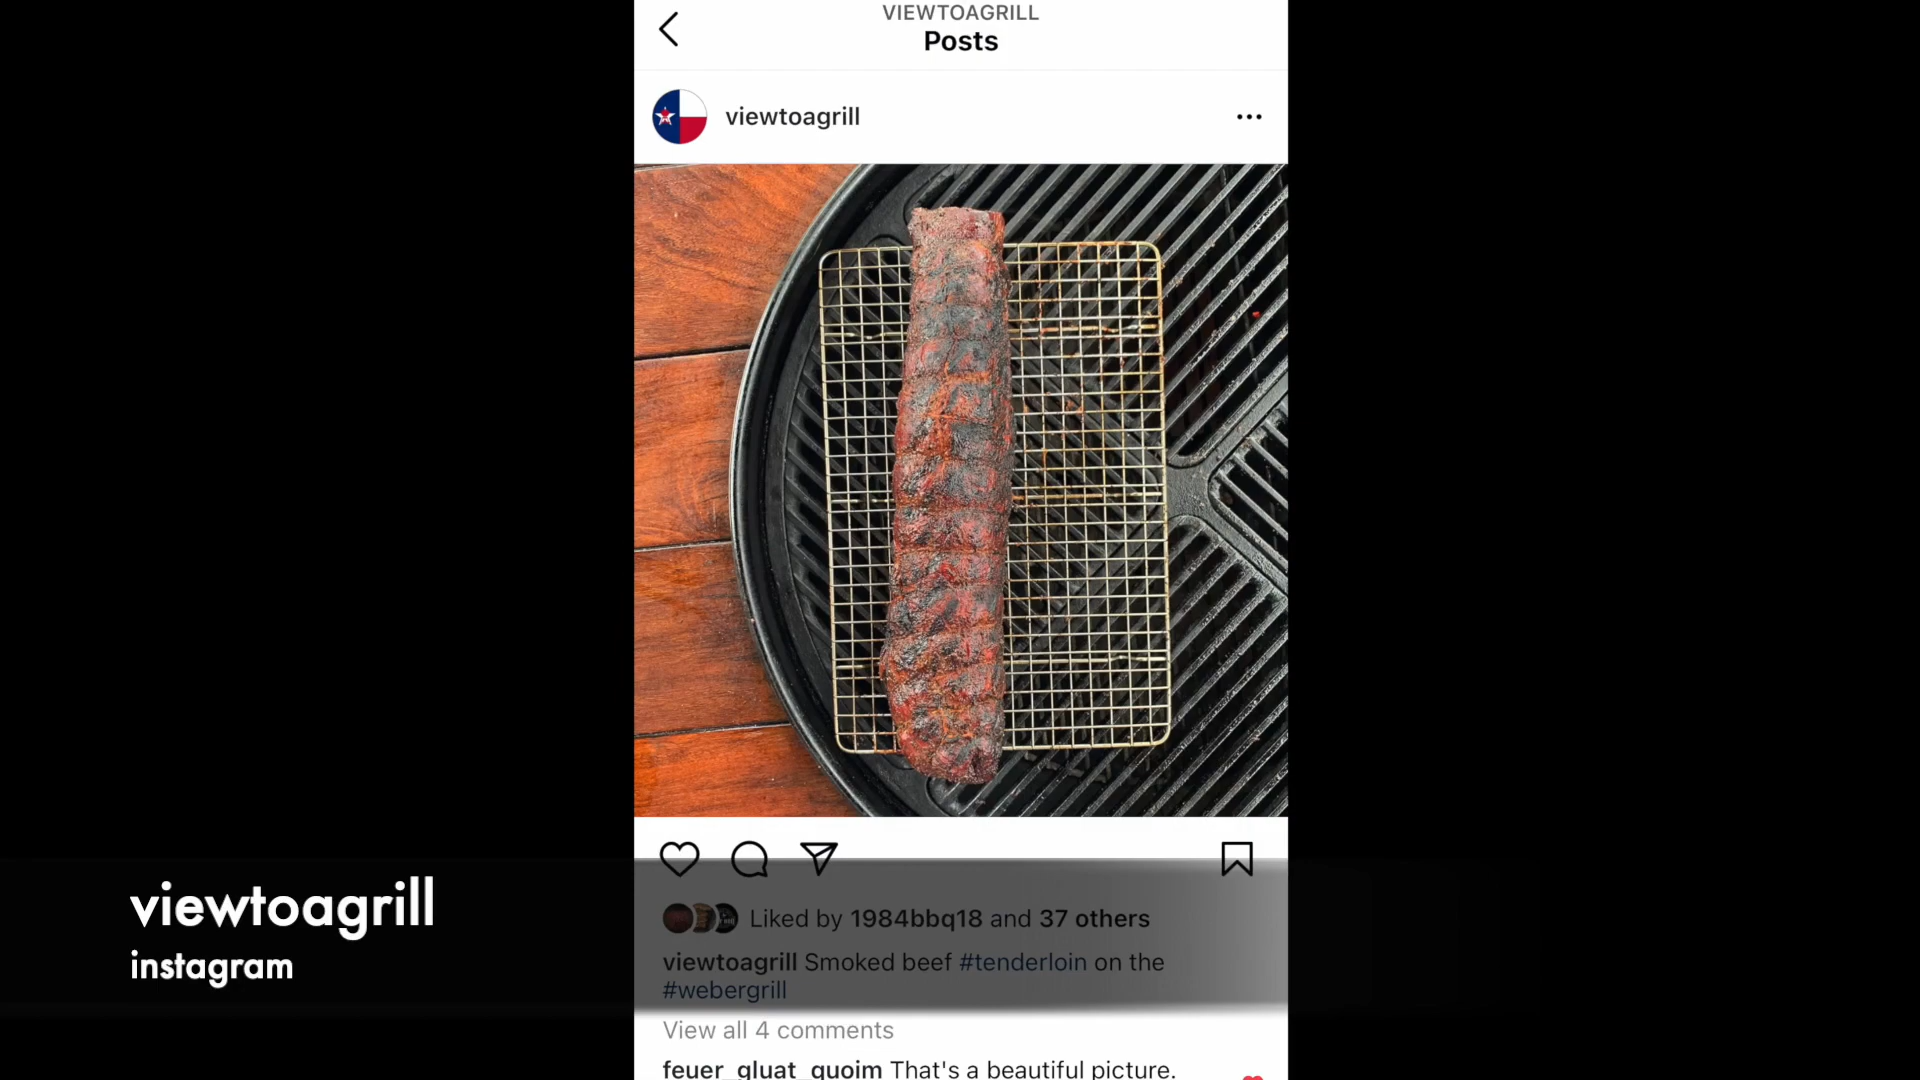 VIEWTOAGRILL
Posts
viewtoagrill
Liked by 1984bbq18 and 37 others
viewtoagrill Smoked beef #tenderloin on the
#webergrill
View all 4 comments
feuer_gluat_quoim That's a beautiful picture.
viewtoagrill
instagram